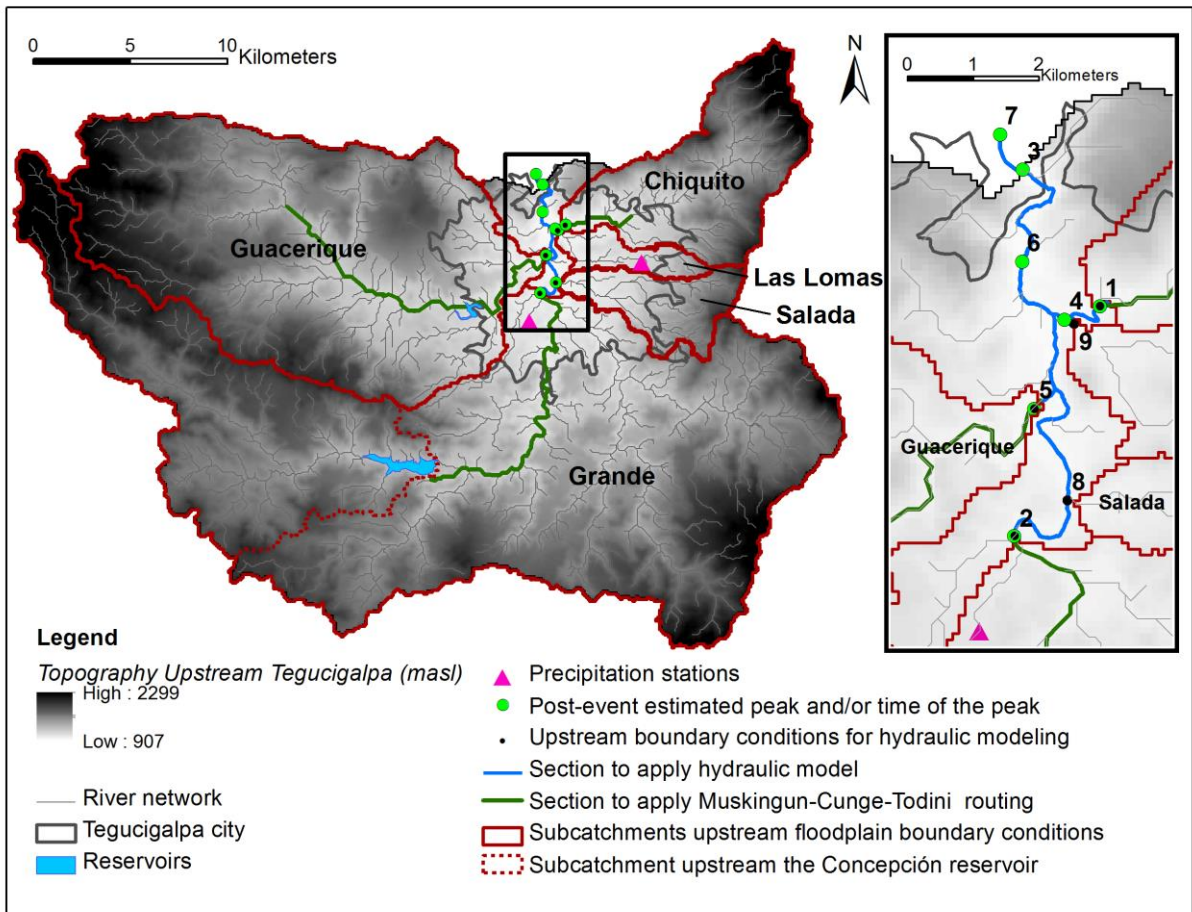 0 5 10
Kilometers
N
Chiquito
Guacerique
Las Lomas
Salada
Grande
0 1 2
Kilometers
7
3
6
4 1
9
5
Guacerique
8
Salada
2
Legend
Topography Upstream Tegucigalpa (masl)
High : 2299
Low : 907
River network
Tegucigalpa city
Reservoirs
Precipitation stations
Post-event estimated peak and/or time of the peak
Upstream boundary conditions for hydraulic modeling
Section to apply hydraulic model
Section to apply Muskingun-Cunge-Todini routing
Subcatchments upstream floodplain boundary conditions
Subcatchment upstream the Concepción reservoir